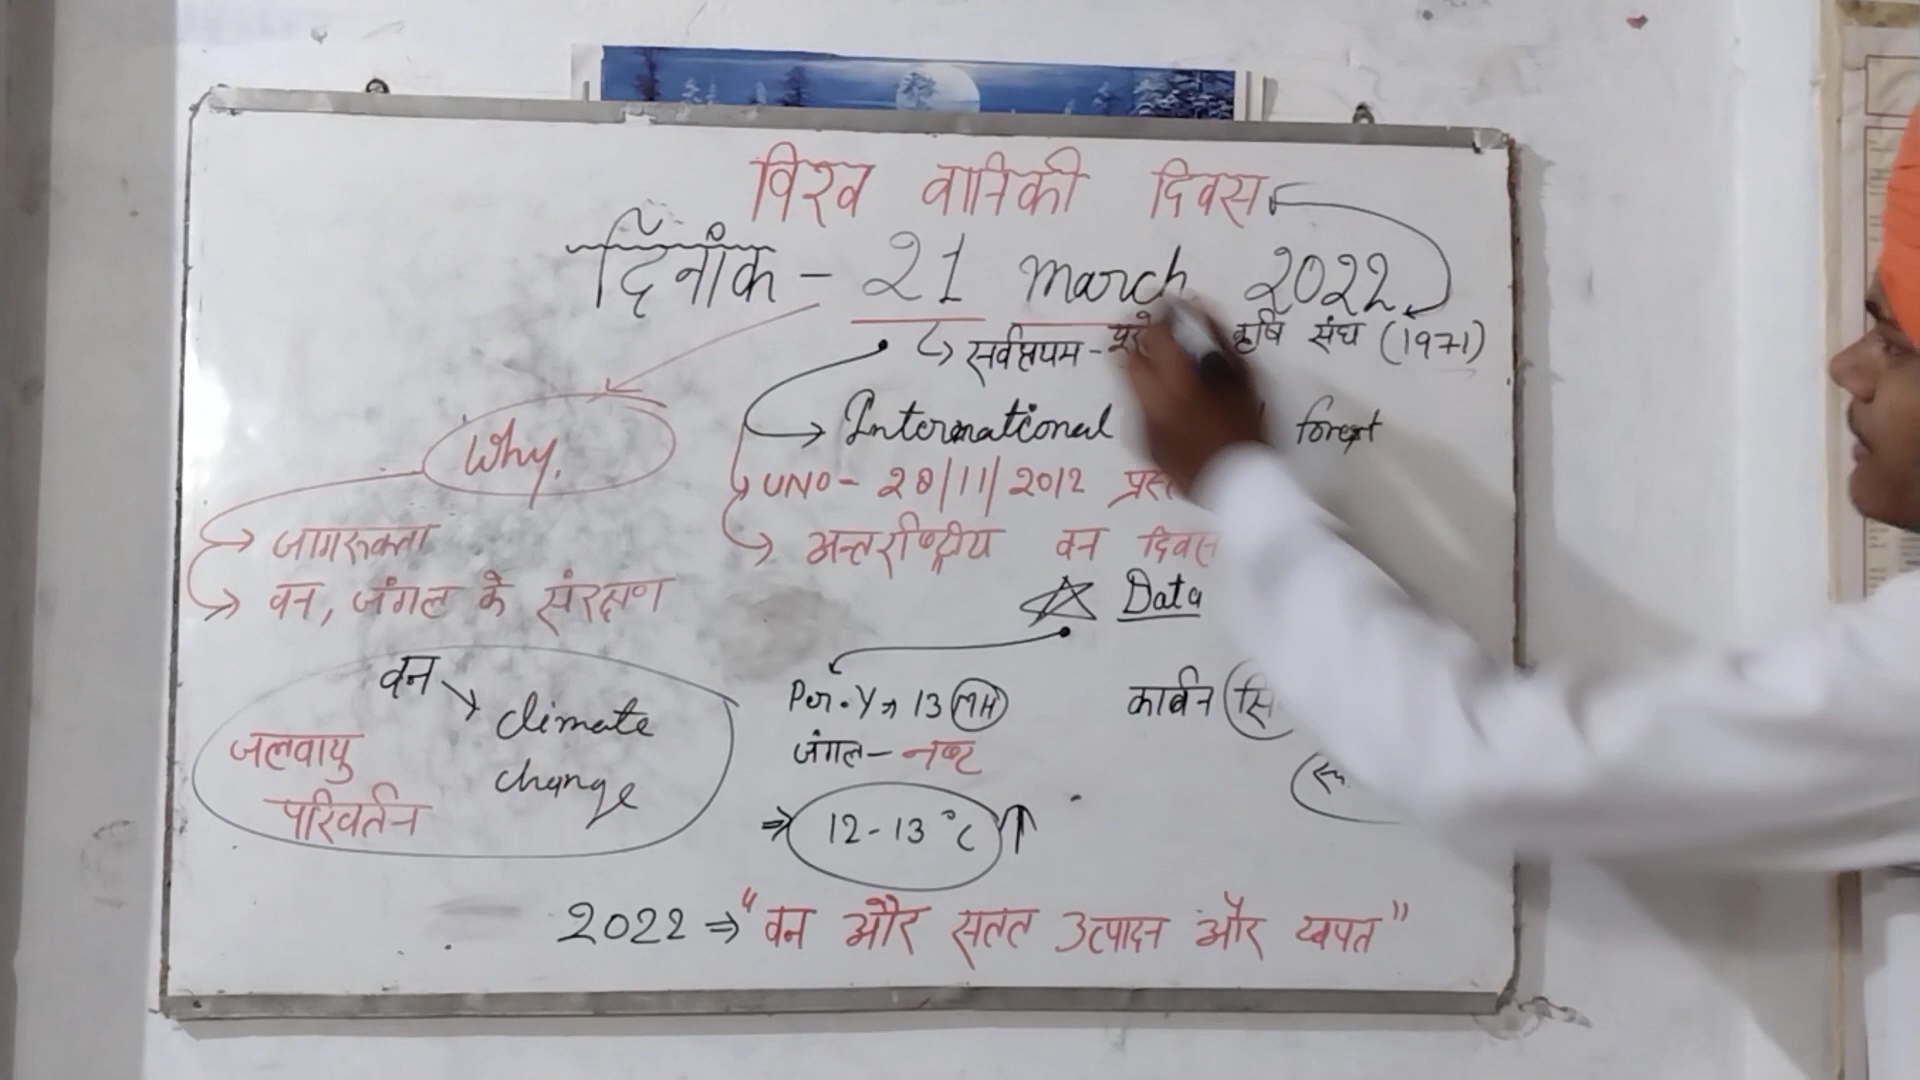 विश्व वानिकी दिवस
दिनांक - 21 March 2022
सर्वप्रथम - कृषि संघ (1971)
International forest
Why,
UNO - 28/11/2012
जागरूकता
अन्तर्राष्ट्रीय वन दिवस
वन, जंगल के संरक्षण
Data
वन
climate
change
जलवायु
परिवर्तन
Per. Y → 13 MH
जंगल - नष्ट
कार्बन
⇒ 12 - 13 °C ↑
2022 ⇒ "वन और सतत उत्पादन और खपत"